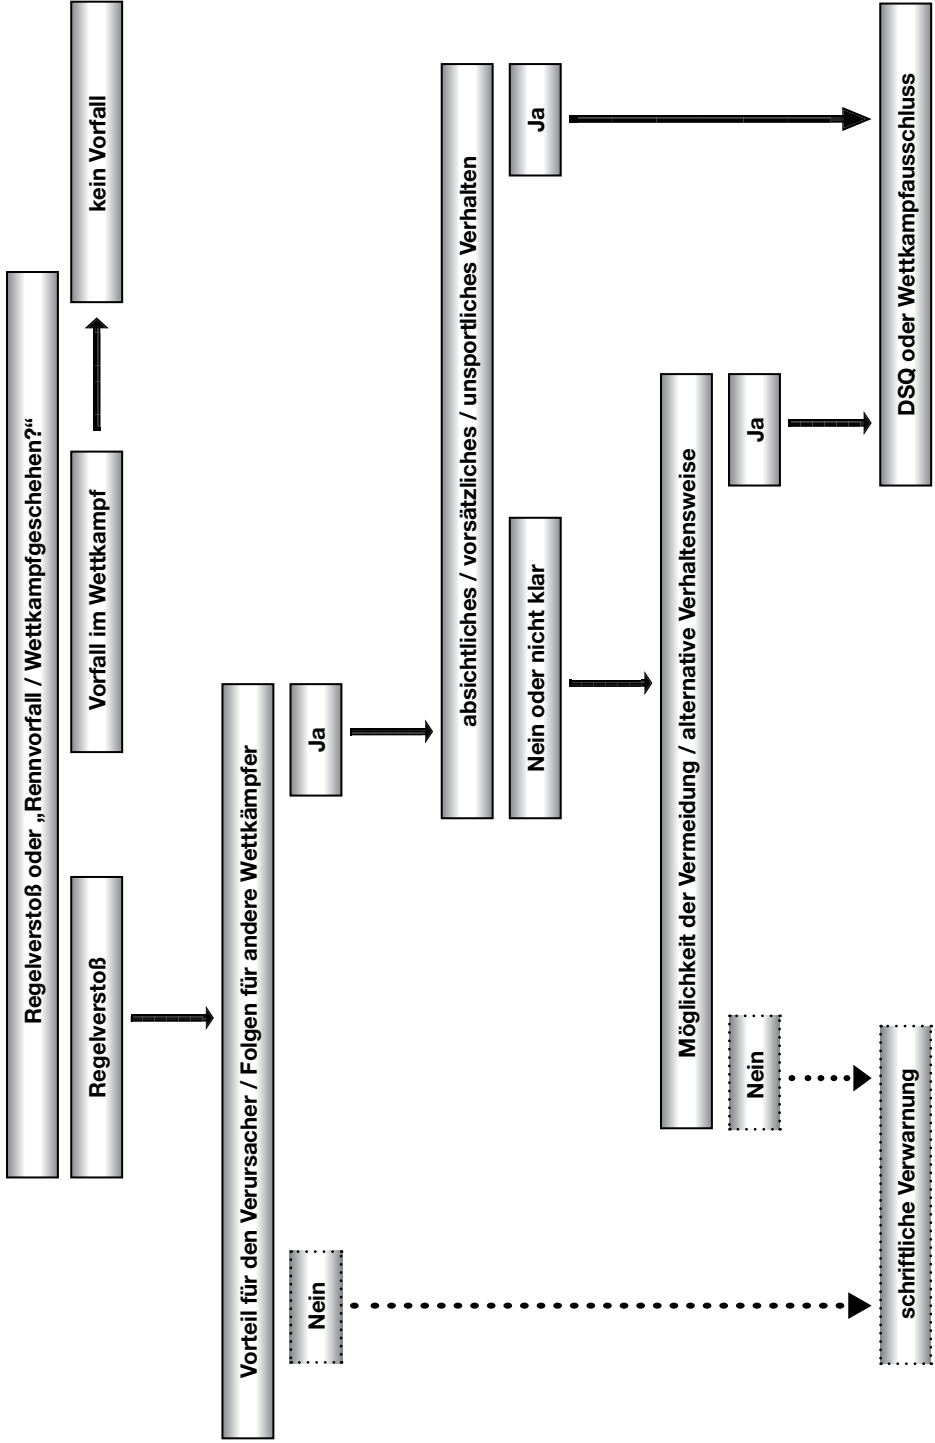 Regelverstoß oder „Rennvorfall / Wettkampfgeschehen?“
Regelverstoß
Vorfall im Wettkampf
kein Vorfall
Vorteil für den Verursacher / Folgen für andere Wettkämpfer
Nein
Ja
absichtliches / vorsätzliches / unsportliches Verhalten
Nein oder nicht klar
Ja
Möglichkeit der Vermeidung / alternative Verhaltensweise
Nein
Ja
schriftliche Verwarnung
DSQ oder Wettkampfausschluss